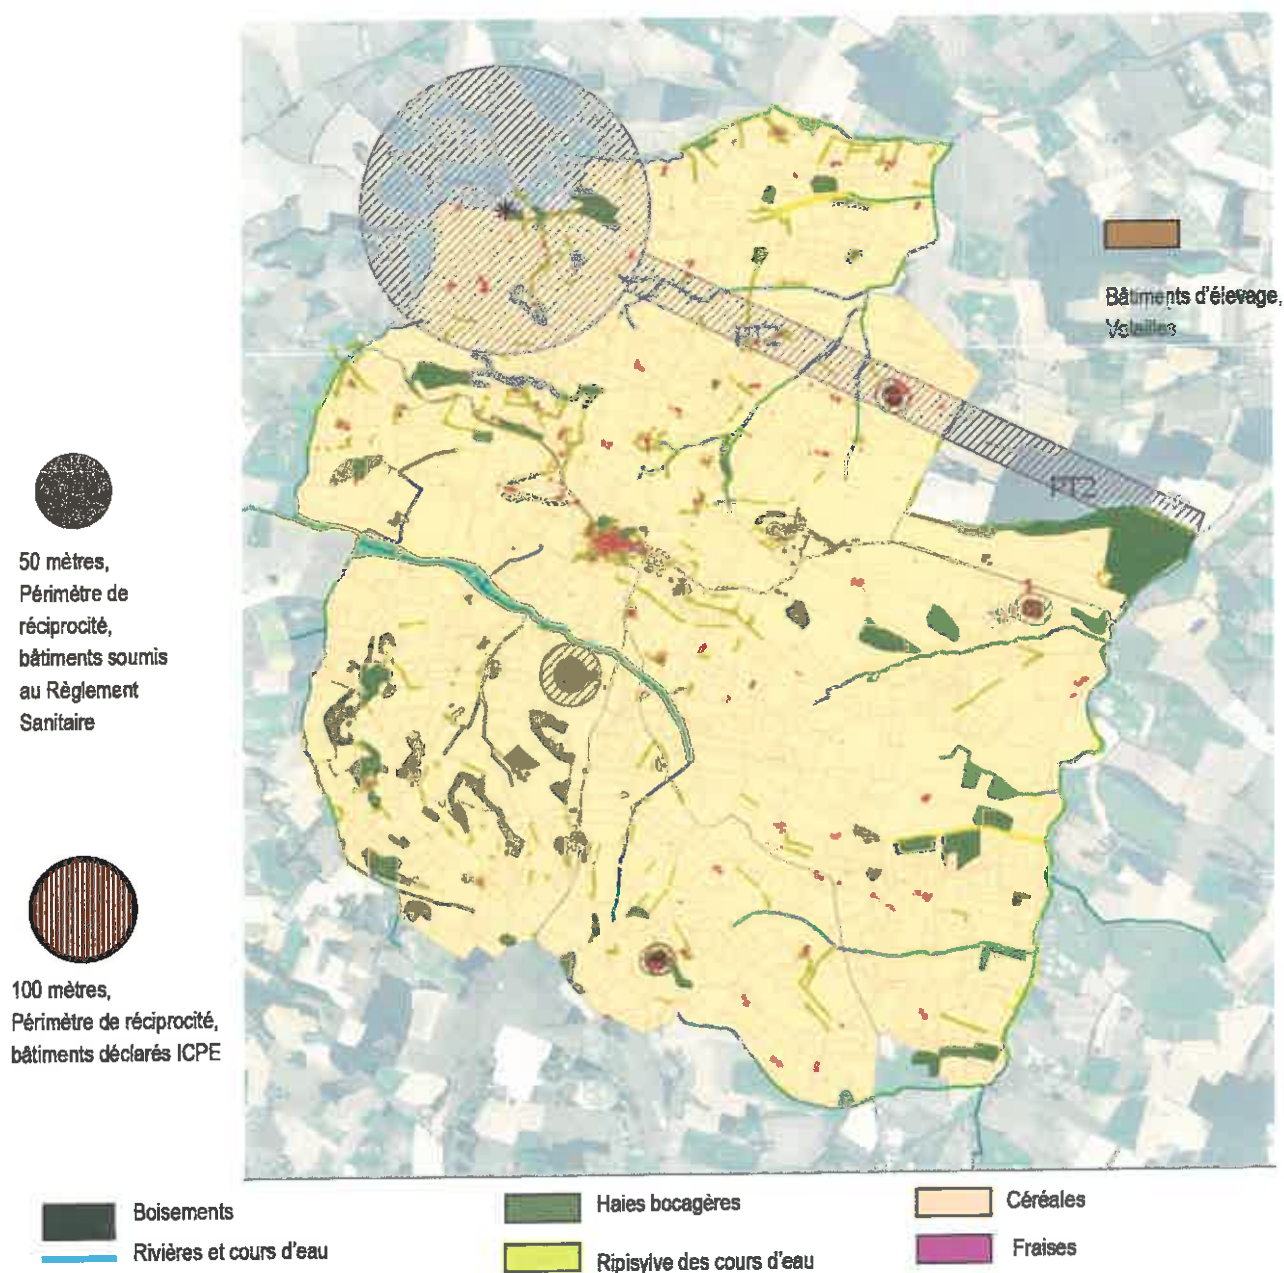 Bâtiments d'élevage,
Volailles
PT2
PT2
50 mètres,
Périmètre de
réciprocité,
bâtiments soumis
au Règlement
Sanitaire
100 mètres,
Périmètre de réciprocité,
bâtiments déclarés ICPE
Boisements
Rivières et cours d'eau
Haies bocagères
Ripisylve des cours d'eau
Céréales
Fraises